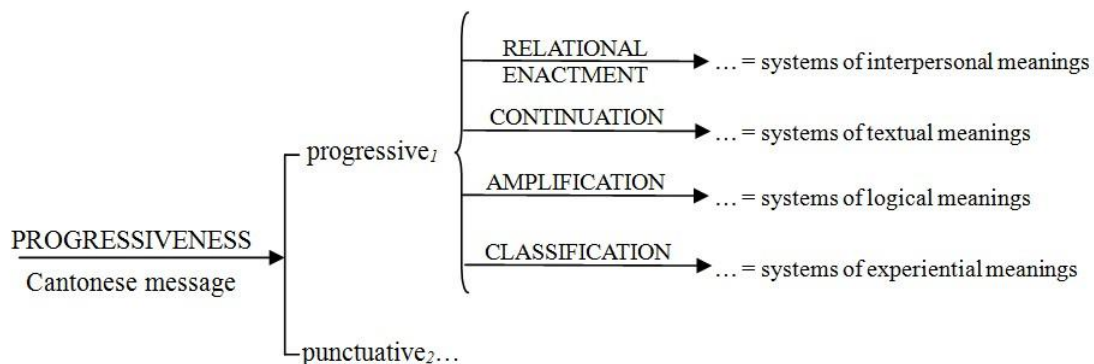 RELATIONAL
ENACTMENT
… = systems of interpersonal meanings
CONTINUATION
… = systems of textual meanings
progressive1
AMPLIFICATION
… = systems of logical meanings
PROGRESSIVENESS
Cantonese message
CLASSIFICATION
… = systems of experiential meanings
punctuative2…